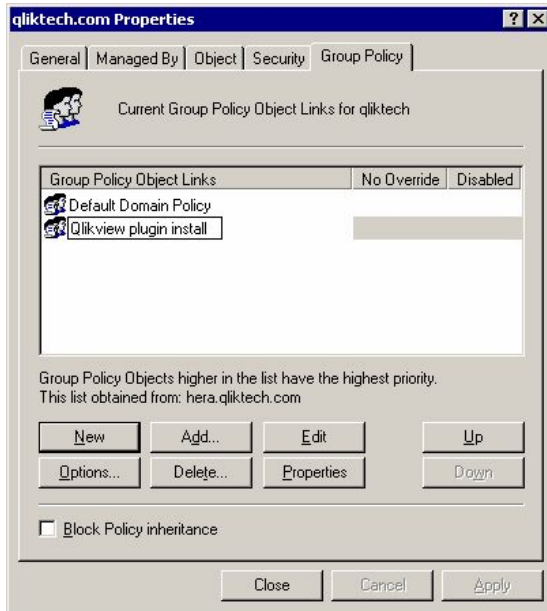 qliktech.com Properties
General Managed By Object Security Group Policy
Current Group Policy Object Links for qliktech
Group Policy Object Links No Override Disabled
Default Domain Policy
Qlikview plugin install
Group Policy Objects higher in the list have the highest priority.
This list obtained from: hera.qliktech.com
New Add... Edit Up
Options... Delete... Properties Down
Block Policy inheritance
Close Cancel Apply